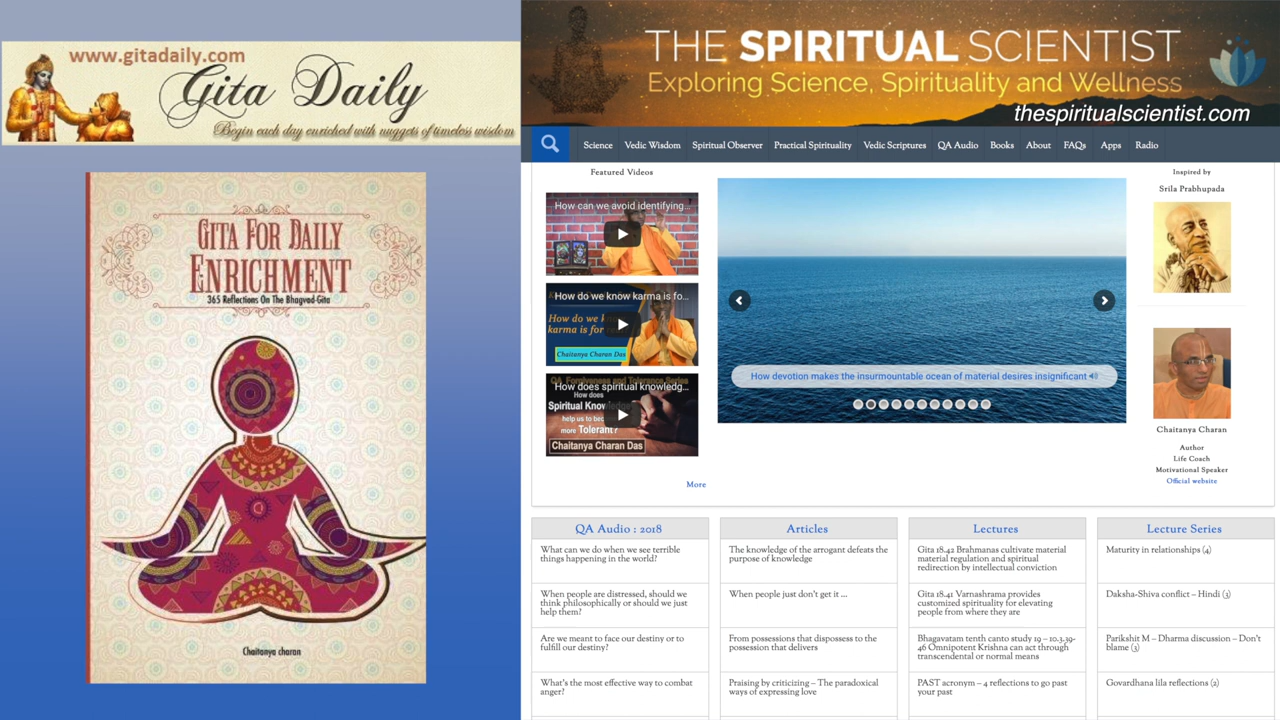 www.gitadaily.com
Gita Daily
Begin each day enriched with nuggets of timeless wisdom
GITA FOR DAILY
ENRICHMENT
365 Reflections On The Bhagvad-Gita
Chaitanya charan
THE SPIRITUAL SCIENTIST
Exploring Science, Spirituality and Wellness
thespiritualscientist.com
Science Vedic Wisdom Spiritual Observer Practical Spirituality Vedic Scriptures QA Audio Books About FAQs Apps Radio
Featured Videos
How can we avoid identifying...
How do we know karma is fo...
How do we k
karma is for
Chaitanya Charan Das
QA Forgiveness and Tolerance Series
How does spiritual knowledg...
How does
Spiritual Know
help us to be
more Tolerant?
Chaitanya Charan Das
More
How devotion makes the insurmountable ocean of material desires insignificant
Inspired by
Srila Prabhupada
Chaitanya Charan
Author
Life Coach
Motivational Speaker
Official website
QA Audio : 2018
What can we do when we see terrible
things happening in the world?
When people are distressed, should we
think philosophically or should we just
help them?
Are we meant to face our destiny or to
fulfill our destiny?
What's the most effective way to combat
anger?
Articles
The knowledge of the arrogant defeats the
purpose of knowledge
When people just don't get it ...
From possessions that dispossess to the
possession that delivers
Praising by criticizing – The paradoxical
ways of expressing love
Lectures
Gita 18.42 Brahmanas cultivate material
material regulation and spiritual
redirection by intellectual conviction
Gita 18.41 Varnashrama provides
customized spirituality for elevating
people from where they are
Bhagavatam tenth canto study 19 – 10.3.39-
46 Omnipotent Krishna can act through
transcendental or normal means
PAST acronym – 4 reflections to go past
your past
Lecture Series
Maturity in relationships (4)
Daksha-Shiva conflict – Hindi (3)
Parikshit M – Dharma discussion – Don't
blame (3)
Govardhana lila reflections (2)